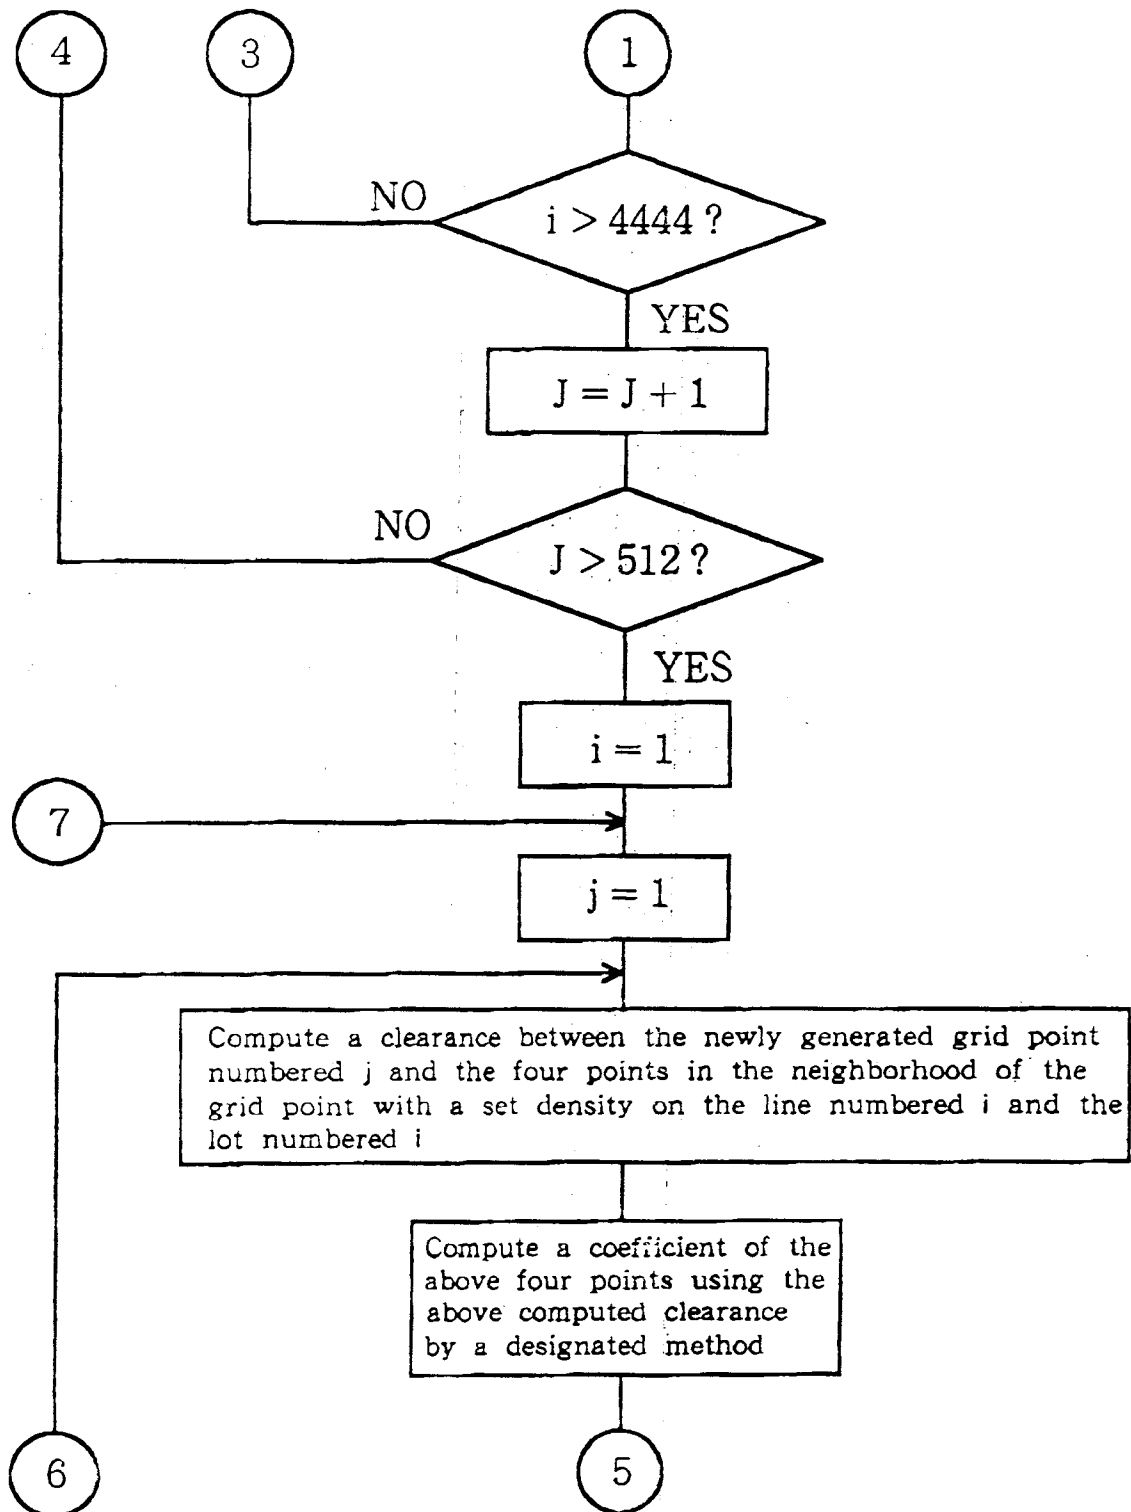 4
3
1
NO
i > 4444 ?
YES
J = J + 1
NO
J > 512 ?
YES
i = 1
7
j = 1
Compute a clearance between the newly generated grid point
numbered j and the four points in the neighborhood of the
grid point with a set density on the line numbered i and the
lot numbered i
Compute a coefficient of the
above four points using the
above computed clearance
by a designated method
6
5